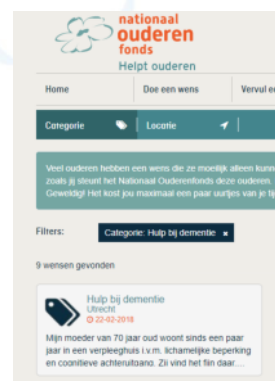 nationaal
ouderen
fonds
Helpt ouderen
Home Doe een wens Vervul
Categorie Locatie
Veel ouderen hebben een wens die ze moeilijk alleen
zoals jij steunt het Nationaal Ouderenfonds deze ouderen.
Geweldig! Het kost jou maximaal een paar uurtjes van je
Filters: Categorie: Hulp bij dementie x
9 wensen gevonden
Hulp bij dementie
Utrecht
22-02-2018
Mijn moeder van 70 jaar oud woont sinds een paar
jaar in een verpleeghuis i.v.m. lichamelijke beperking
en cognitieve achteruitgang. Zij vind het fijn daar....